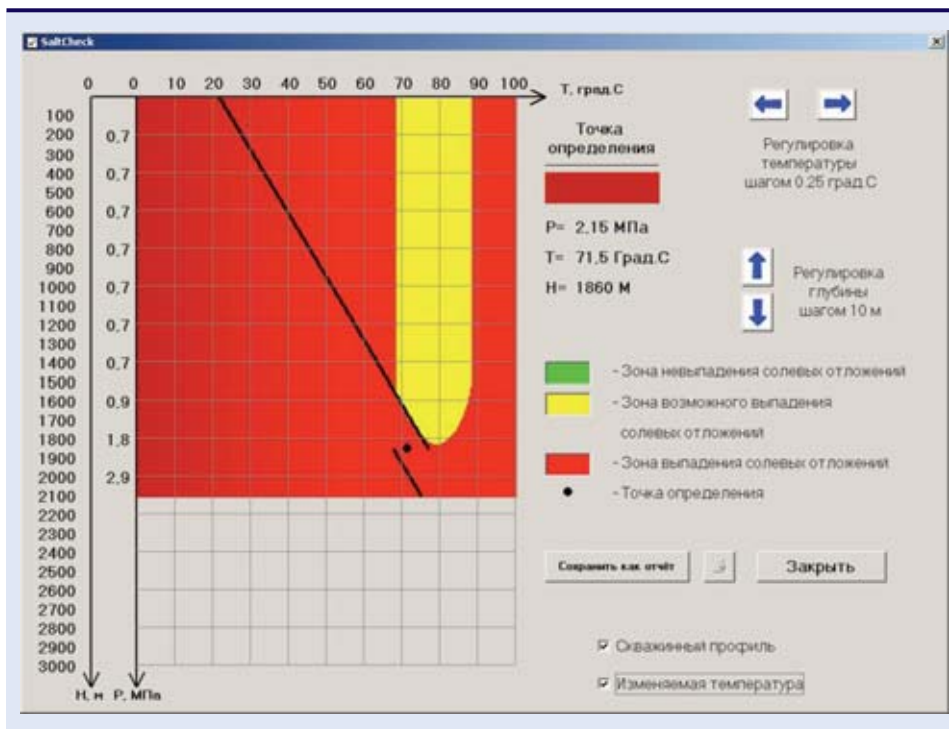 SaltCheck
0 0 10 20 30 40 50 60 70 80 90 100 T, град.C
100
200 0,7
300
400 0,7
500
600 0,7
700
800 0,7
900
1000 0,7
1100
1200 0,7
1300
1400 0,7
1500
1600 0,9
1700
1800 1,8
1900
2000 2,9
2100
2200
2300
2400
2500
2600
2700
2800
2900
3000
Н, м Р, МПа
Точка
определения
P= 2,15 МПа
T= 71,5 Град.С
H= 1860 М
Регулировка
температуры
шагом 0.25 град.С
Регулировка
глубины
шагом 10 м
- Зона невыпадения солевых отложений
- Зона возможного выпадения
солевых отложений
- Зона выпадения солевых отложений
- Точка определения
Сохранить как отчёт
Закрыть
Скважинный профиль
Изменяемая температура